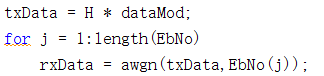 txData = H * dataMod;
for j = 1:length(EbNo)
    rxData = awgn(txData,EbNo(j));